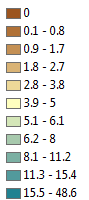 0
0.1 - 0.8
0.9 - 1.7
1.8 - 2.7
2.8 - 3.8
3.9 - 5
5.1 - 6.1
6.2 - 8
8.1 - 11.2
11.3 - 15.4
15.5 - 48.6